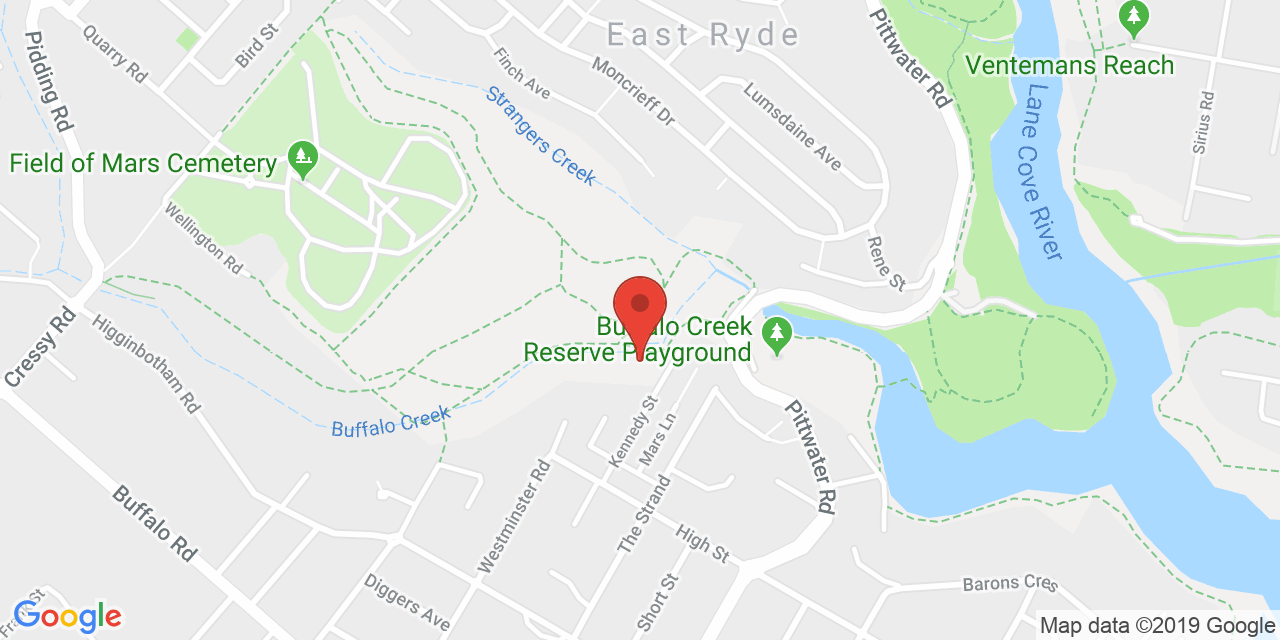 East Ryde
Pittwater Rd
Ventemans Reach
Quarry Rd
Bird St
Pidding Rd
Finch Ave
Moncrieff Dr
Lumsdaine Ave
Strangers Creek
Lane Cove River
Sirius Rd
Field of Mars Cemetery
Wellington Rd
Rene St
Buffalo Creek
Reserve Playground
Cressy Rd
Higginbotham Rd
Buffalo Creek
Kennedy St
Mars Ln
Pittwater Rd
Buffalo Rd
Westminster Rd
The Strand
High St
Diggers Ave
Short St
Barons Cres
Google
Map data ©2019 Google